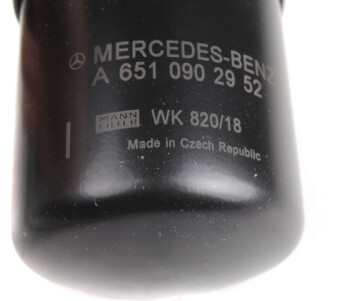 MERCEDES-BENZ
A 651 090 29 52
MANN
FILTER
WK 820/18
Made in Czech Republic